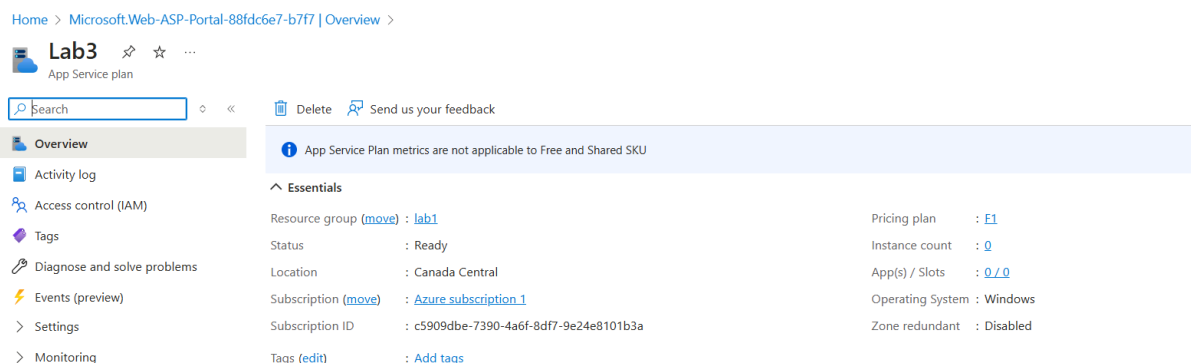 Home > Microsoft.Web-ASP-Portal-88fdc6e7-b7f7 | Overview >
Lab3 ...
App Service plan
Search
Overview
Activity log
Access control (IAM)
Tags
Diagnose and solve problems
Events (preview)
Settings
Monitoring
Delete Send us your feedback
App Service Plan metrics are not applicable to Free and Shared SKU
Essentials
Resource group (move) : lab1
Status : Ready
Location : Canada Central
Subscription (move) : Azure subscription 1
Subscription ID : c5909dbe-7390-4a6f-8df7-9e24e8101b3a
Tags (edit) : Add tags
Pricing plan : F1
Instance count : 0
App(s) / Slots : 0 / 0
Operating System : Windows
Zone redundant : Disabled